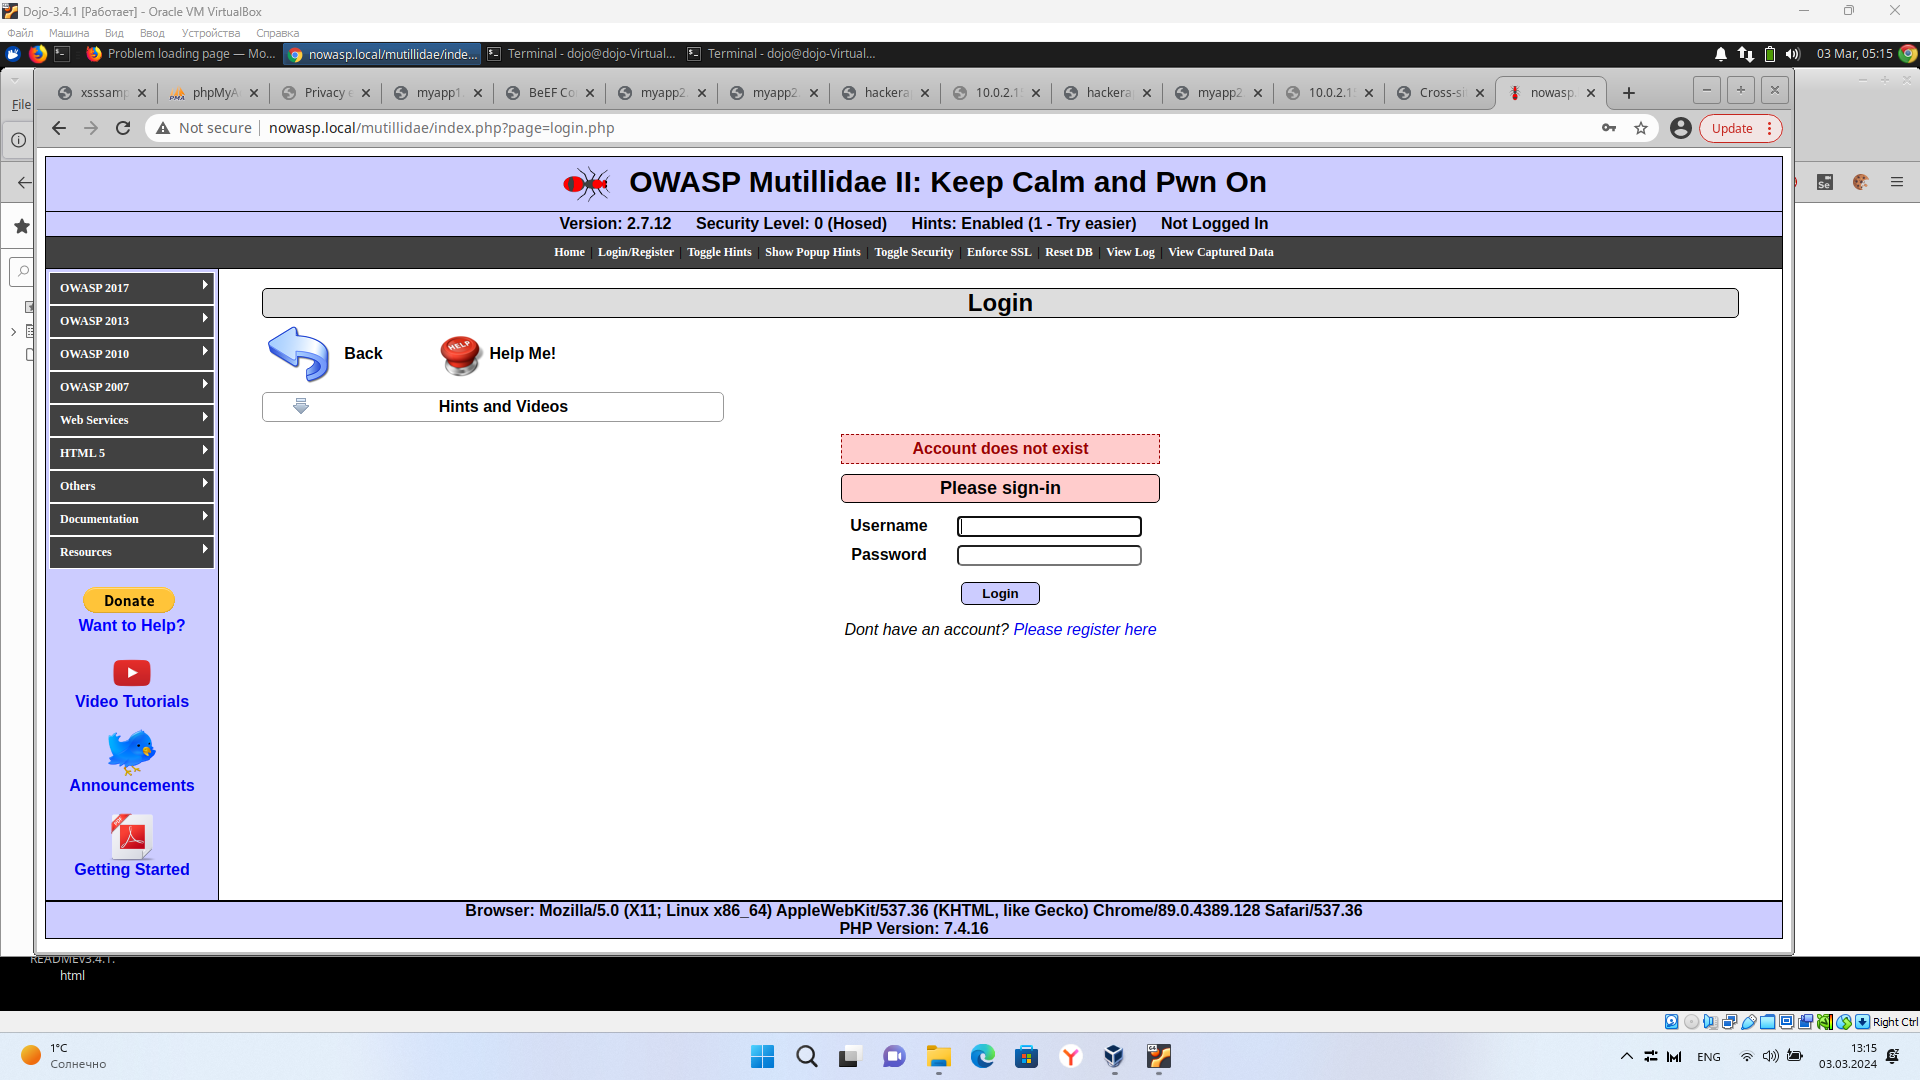 Dojo-3.4.1 [Работает] - Oracle VM VirtualBox
Файл Машина Вид Ввод Устройства Справка
Problem loading page — Mo... nowasp.local/mutillidae/inde... Terminal - dojo@dojo-Virtual... Terminal - dojo@dojo-Virtual... 03 Mar, 05:15
xsssamp phpMyA Privacy myapp1. BeEF Co myapp2 myapp2. hackera 10.0.2.1 hackera myapp2 10.0.2.1 Cross-si nowasp.
File
Not secure nowasp.local/mutillidae/index.php?page=login.php Update
OWASP Mutillidae II: Keep Calm and Pwn On
Version: 2.7.12 Security Level: 0 (Hosed) Hints: Enabled (1 - Try easier) Not Logged In
Home | Login/Register | Toggle Hints | Show Popup Hints | Toggle Security | Enforce SSL | Reset DB | View Log | View Captured Data
OWASP 2017
OWASP 2013
OWASP 2010
OWASP 2007
Web Services
HTML 5
Others
Documentation
Resources
Donate
Want to Help?
Video Tutorials
Announcements
Getting Started
Login
Back HELP Help Me!
Hints and Videos
Account does not exist
Please sign-in
Username
Password
Login
Dont have an account? Please register here
Browser: Mozilla/5.0 (X11; Linux x86_64) AppleWebKit/537.36 (KHTML, like Gecko) Chrome/89.0.4389.128 Safari/537.36
PHP Version: 7.4.16
READMEv3.4.1.
html
Right Ctrl
1°C
Солнечно
ENG
13:15
03.03.2024